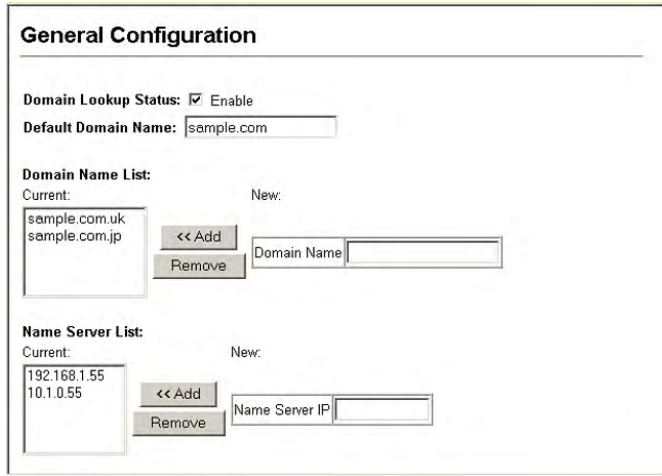 General Configuration
Domain Lookup Status: Enable
Default Domain Name: sample.com
Domain Name List:
Current: New:
sample.com.uk
sample.com.jp
<< Add
Remove
Domain Name
Name Server List:
Current: New:
192.168.1.55
10.1.0.55
<< Add
Remove
Name Server IP